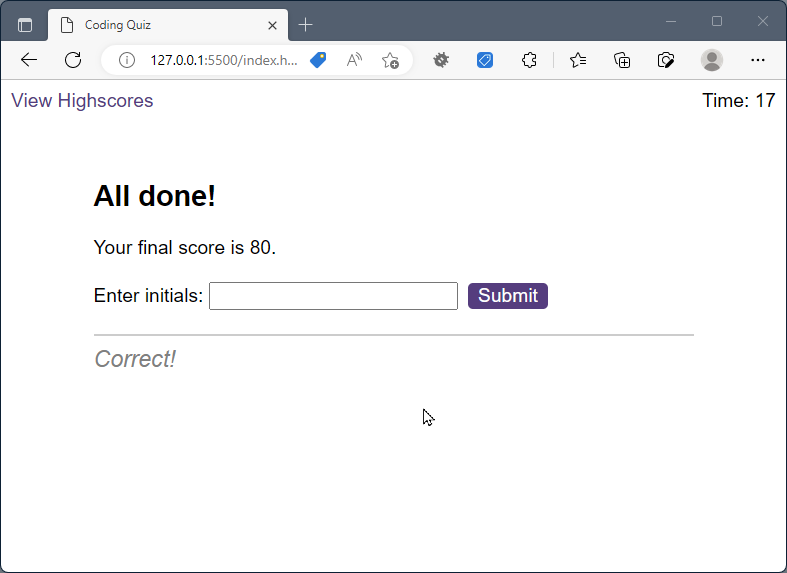 Coding Quiz
127.0.0.1:5500/index.h...
View Highscores
Time: 17
All done!
Your final score is 80.
Enter initials:
Submit
Correct!